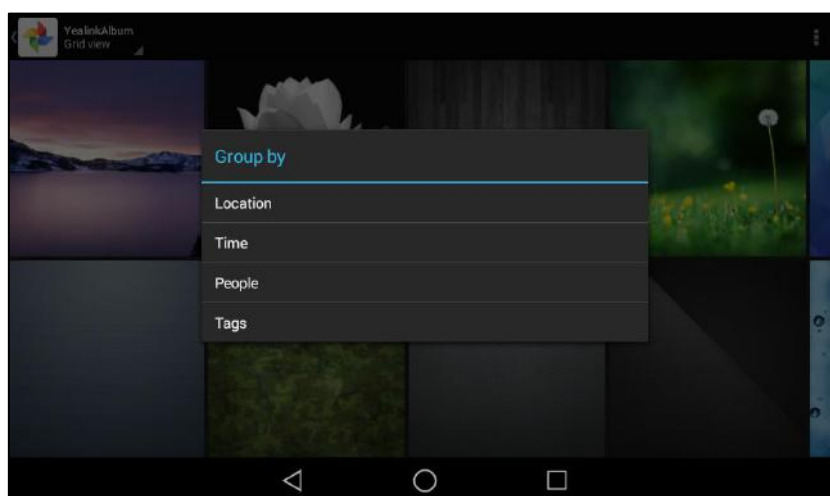 YealinkAlbum
Grid view
Group by
Location
Time
People
Tags